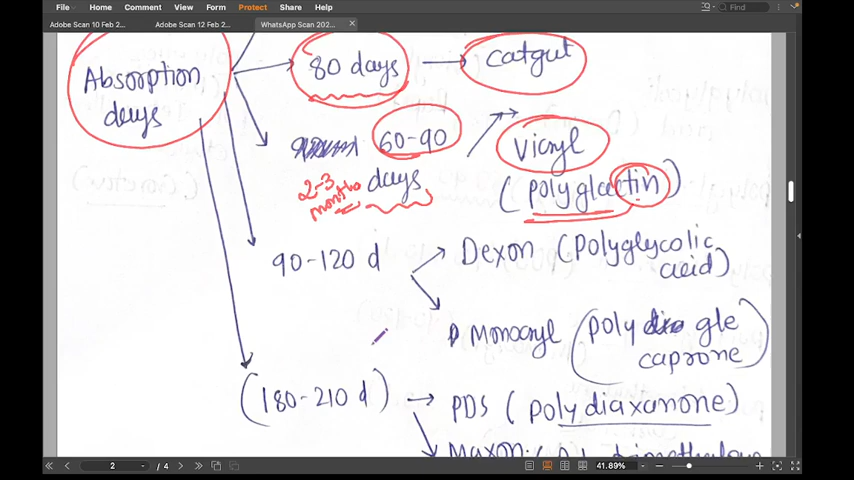 File Home Comment View Form Protect Share Help Find
Adobe Scan 10 Feb 2... Adobe Scan 12 Feb 2... WhatsApp Scan 202...
80 days → catgut
Absorption
days
60-90
days
2-3
months
Vicryl
(polyglactin)
90-120 d
Dexon (Polyglycolic
acid)
Monocryl (poly gle
caprone)
(180-210 d) → PDS (polydiaxanone)
Maxon
2 / 4 41.89%